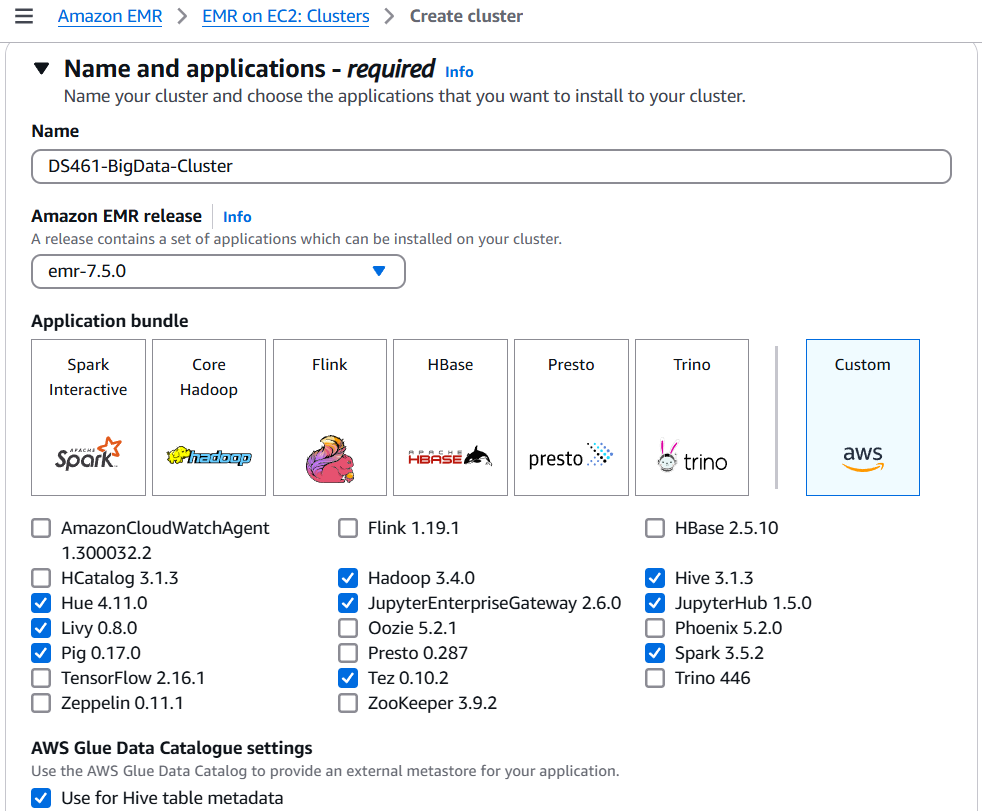 Amazon EMR > EMR on EC2: Clusters > Create cluster
Name and applications - required Info
Name your cluster and choose the applications that you want to install to your cluster.
Name
DS461-BigData-Cluster
Amazon EMR release Info
A release contains a set of applications which can be installed on your cluster.
emr-7.5.0
Application bundle
Spark
Interactive
APACHE
Spark
Core
Hadoop
hadoop
Flink
HBase
APACHE
HBASE
Presto
presto
Trino
trino
Custom
aws
AmazonCloudWatchAgent
1.300032.2
Flink 1.19.1
HBase 2.5.10
HCatalog 3.1.3
Hadoop 3.4.0
Hive 3.1.3
Hue 4.11.0
JupyterEnterpriseGateway 2.6.0
JupyterHub 1.5.0
Livy 0.8.0
Oozie 5.2.1
Phoenix 5.2.0
Pig 0.17.0
Presto 0.287
Spark 3.5.2
TensorFlow 2.16.1
Tez 0.10.2
Trino 446
Zeppelin 0.11.1
ZooKeeper 3.9.2
AWS Glue Data Catalogue settings
Use the AWS Glue Data Catalog to provide an external metastore for your application.
Use for Hive table metadata